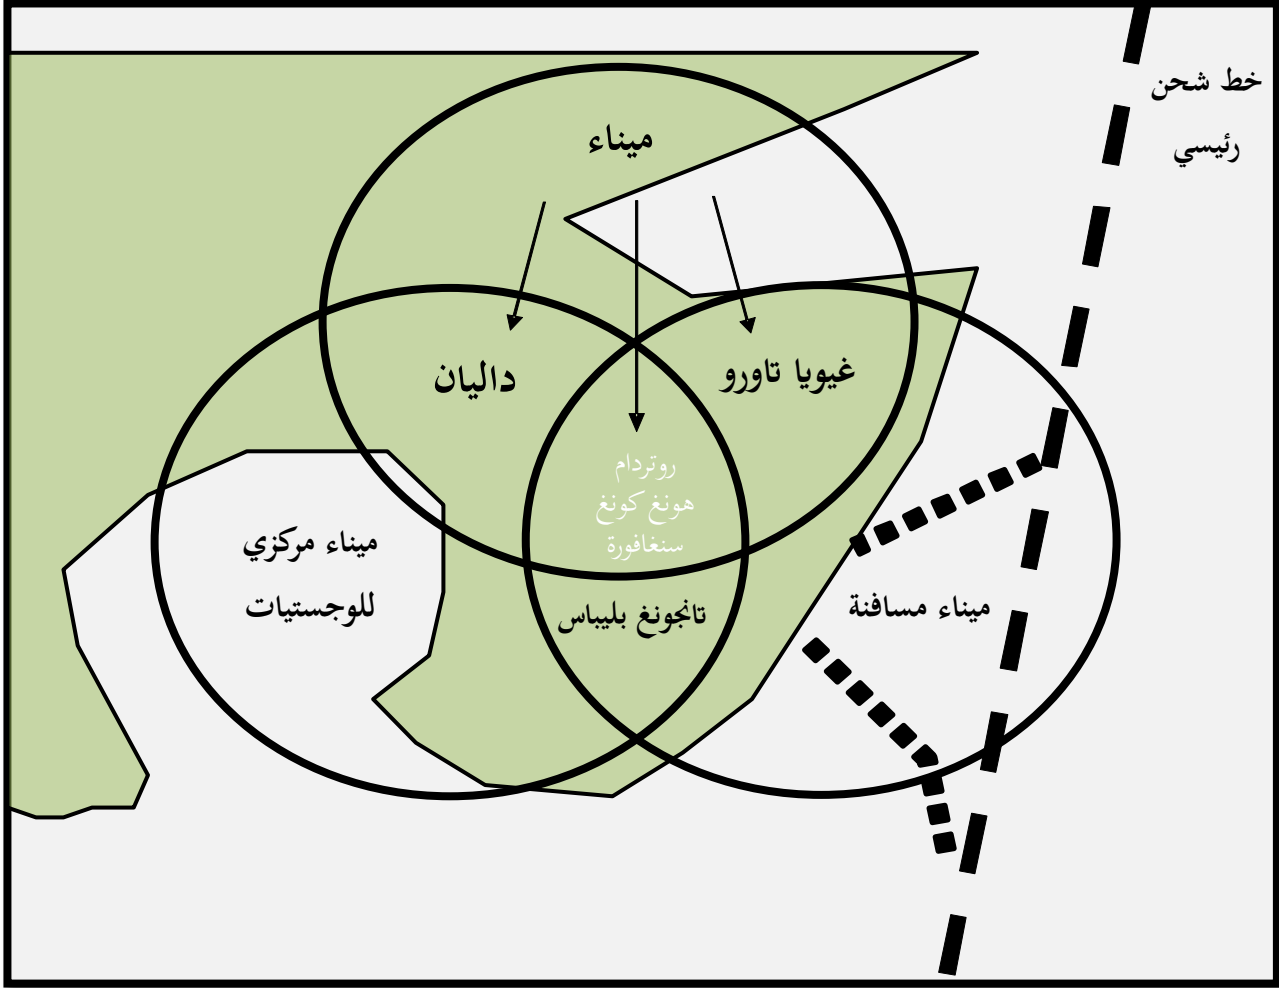 خط شحن
رئيسي
ميناء
داليان
غيويا تاورو
روتردام
هونغ كونغ
سنغافورة
ميناء مركزي
للوجستيات
تانجونغ بليباس
ميناء مسافنة